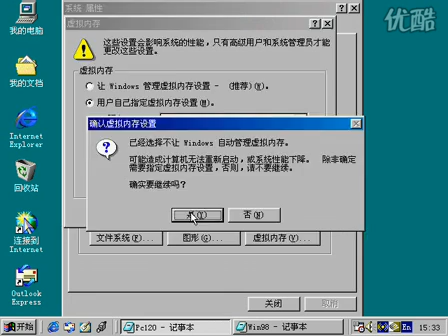 系统 属性
虚拟内存
这些设置会影响系统的性能，只有高级用户和系统管理员才能
更改这些设置。
虚拟内存
让 Windows 管理虚拟内存设置 - (推荐)(V)。
用户自己指定虚拟内存设置(M)。
确认虚拟内存设置
已经选择不让 Windows 自动管理虚拟内存。
可能造成计算机无法重新启动，或系统性能下降。 除非确定
需要指定虚拟内存设置，否则，请不要继续。
确实要继续吗?
是(Y)
否(N)
文件系统(F)...
图形(G)...
虚拟内存(V)...
关闭
取消
我的电脑
我的文档
Internet
Explorer
回收站
连接到
Internet
Outlook
Express
开始
Pc120 - 记事本
Win98 - 记事本
En
15:33
优酷